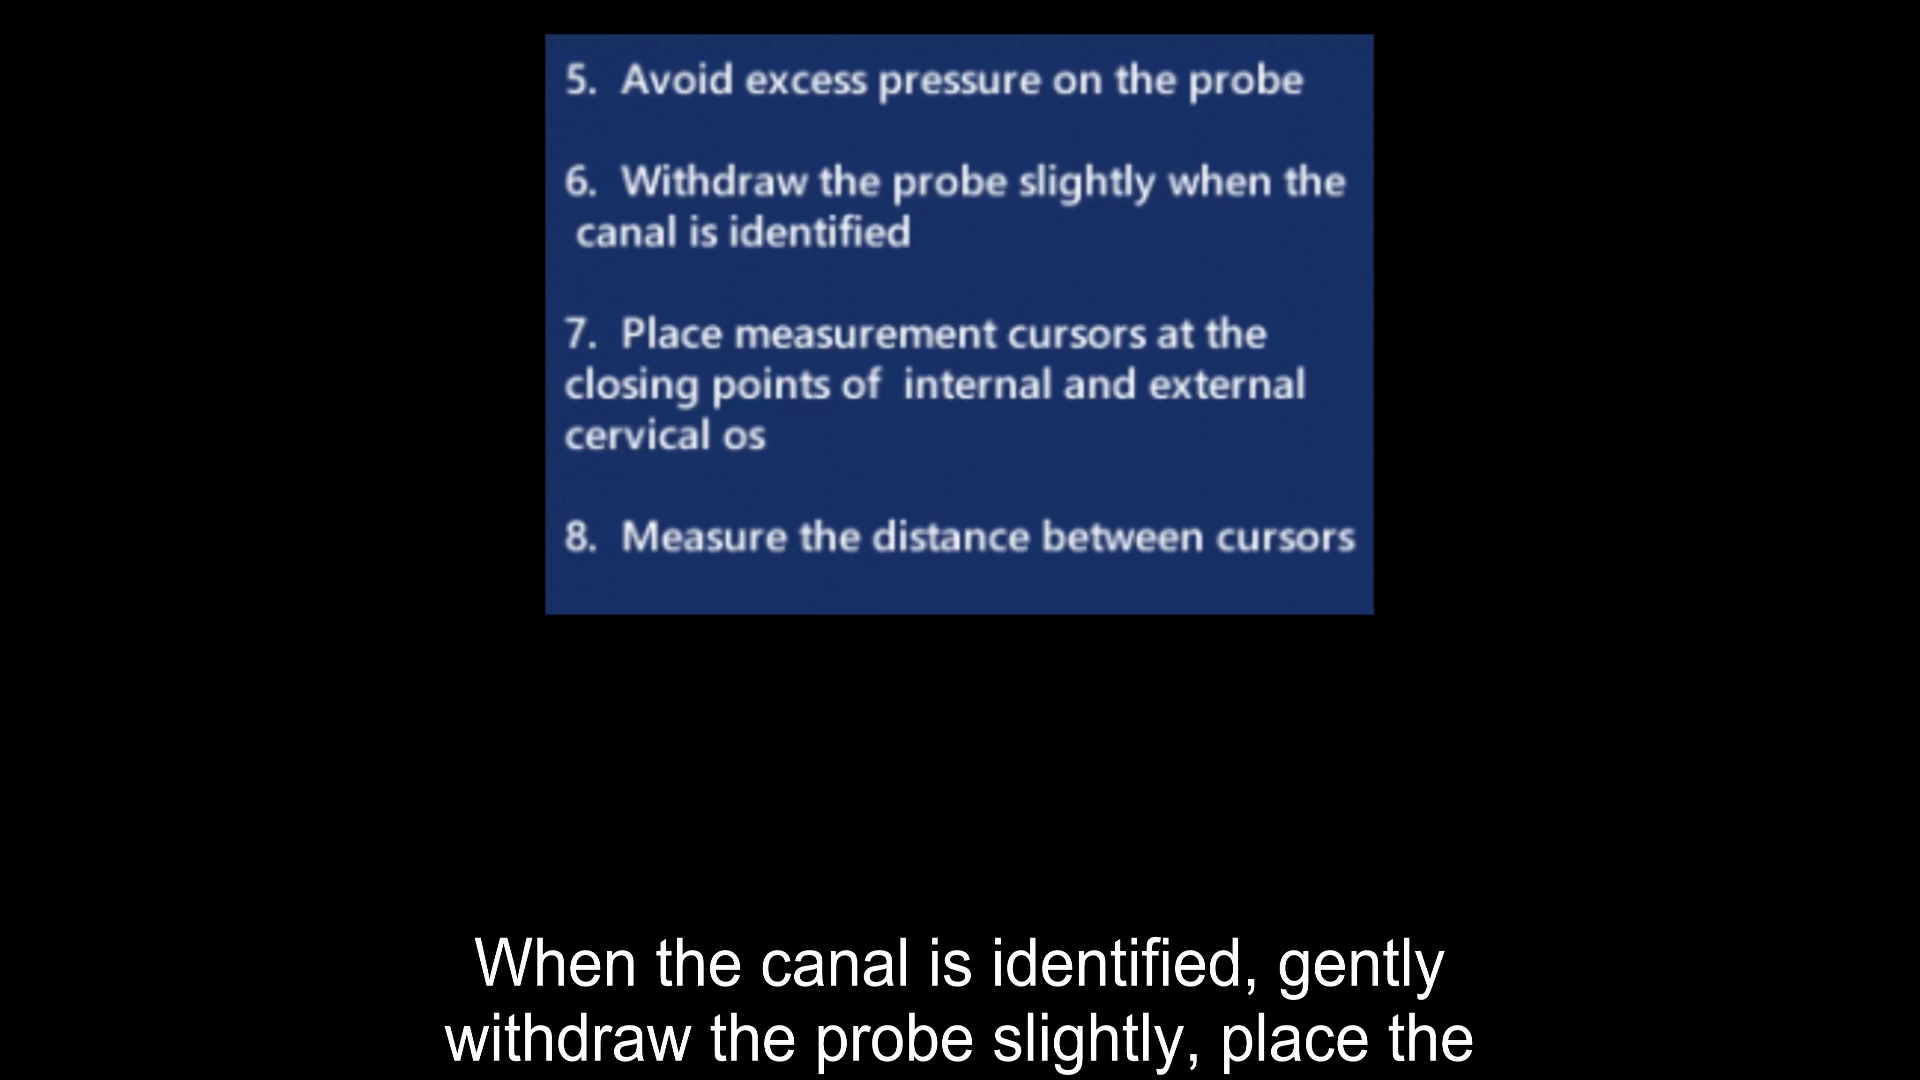 5. Avoid excess pressure on the probe
6. Withdraw the probe slightly when the
canal is identified
7. Place measurement cursors at the
closing points of internal and external
cervical os
8. Measure the distance between cursors
When the canal is identified, gently
withdraw the probe slightly, place the